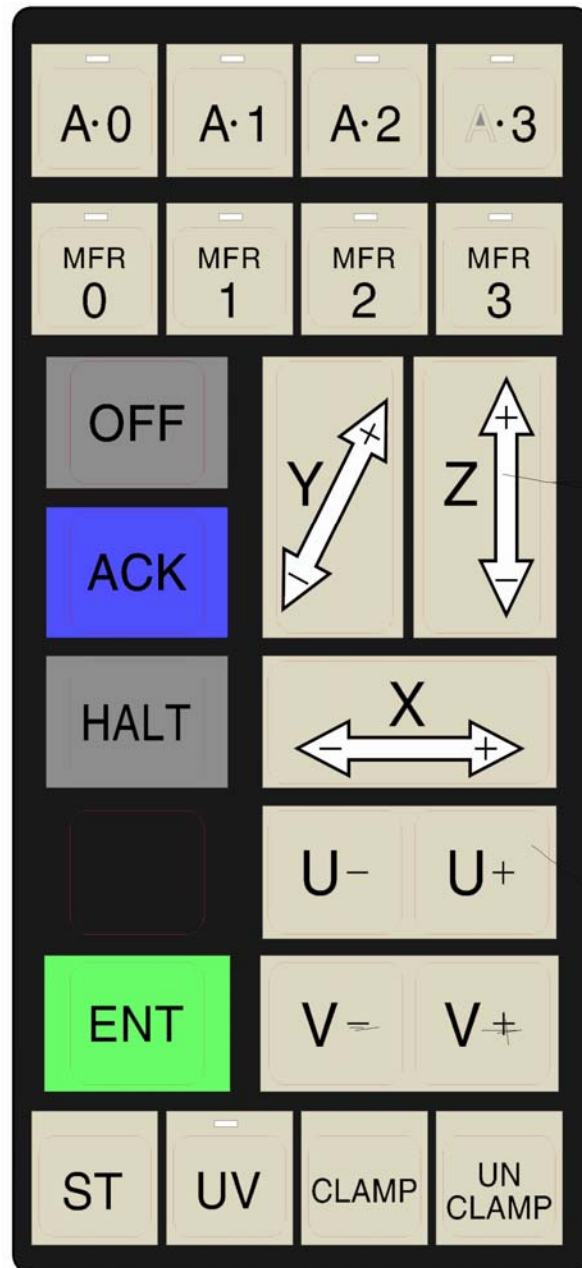 A·0 A·1 A·2 A·3
MFR MFR MFR MFR
0 1 2 3
OFF
Y + −
Z + −
ACK
HALT
X
− +
U− U+
ENT
V− V+
ST UV CLAMP UN
CLAMP